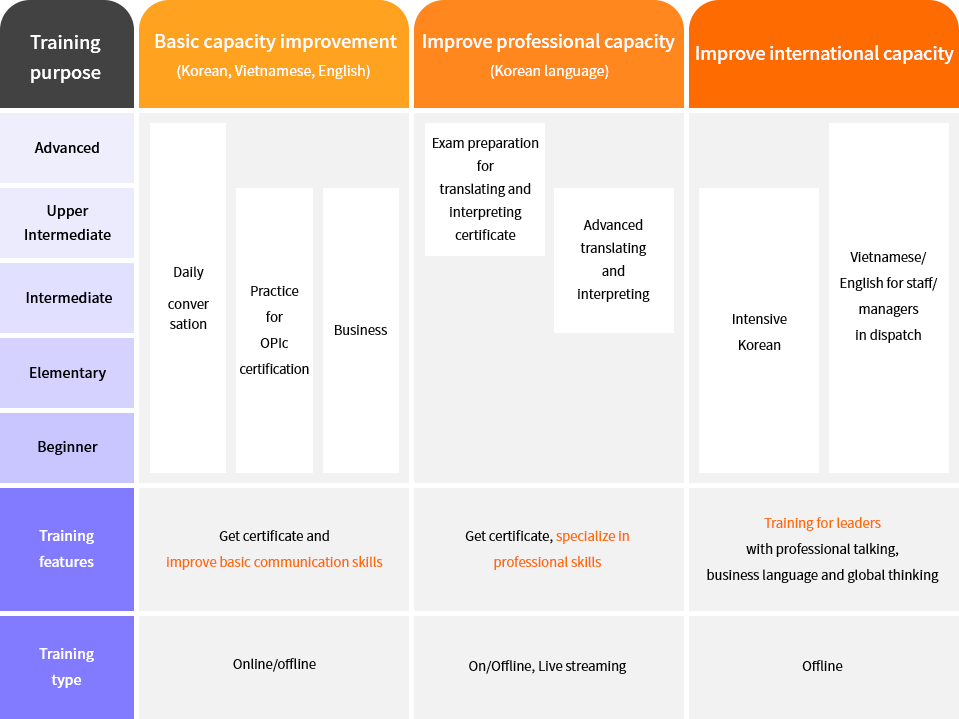 Training
purpose
Basic capacity improvement
(Korean, Vietnamese, English)
Improve professional capacity
(Korean language)
Improve international capacity
Advanced
Upper
Intermediate
Intermediate
Elementary
Beginner
Daily
conver
sation
Practice
for
OPIc
certification
Business
Exam preparation
for
translating and
interpreting
certificate
Advanced
translating
and
interpreting
Intensive
Korean
Vietnamese/
English for staff/
managers
in dispatch
Training
features
Get certificate and
improve basic communication skills
Get certificate, specialize in
professional skills
Training for leaders
with professional talking,
business language and global thinking
Training
type
Online/offline
On/Offline, Live streaming
Offline